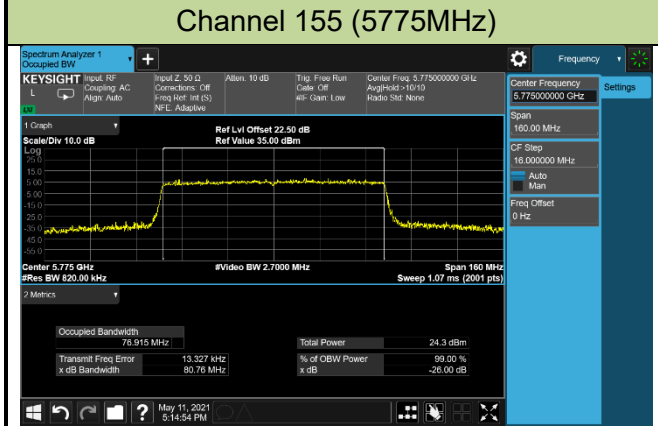 Channel 155 (5775MHz)
Spectrum Analyzer 1
Occupied BW
+
Frequency
KEYSIGHT
L
Input: RF
Coupling: AC
Align: Auto
Input Z: 50 Ω
Corrections: Off
Freq Ref: Int (S)
NFE: Adaptive
Atten: 10 dB
Trig: Free Run
Gate: Off
#IF Gain: Low
Center Freq: 5.775000000 GHz
Avg|Hold:>10/10
Radio Std: None
Center Frequency
5.775000000 GHz
Settings
Span
160.00 MHz
CF Step
16.000000 MHz
Auto
Man
Freq Offset
0 Hz
1 Graph
Scale/Div 10.0 dB
Ref Lvl Offset 22.50 dB
Ref Value 35.00 dBm
Log
25.0
15.0
5.00
-5.00
-15.0
-25.0
-35.0
-45.0
-55.0
Center 5.775 GHz
#Res BW 820.00 kHz
#Video BW 2.7000 MHz
Span 160 MHz
Sweep 1.07 ms (2001 pts)
2 Metrics
Occupied Bandwidth
76.915 MHz
Total Power 24.3 dBm
Transmit Freq Error 13.327 kHz
x dB Bandwidth 80.76 MHz
% of OBW Power 99.00 %
x dB -26.00 dB
?
May 11, 2021
5:14:54 PM